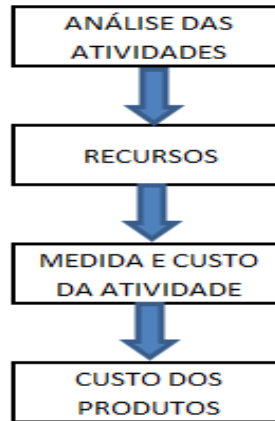 ANÁLISE DAS
ATIVIDADES
RECURSOS
MEDIDA E CUSTO
DA ATIVIDADE
CUSTO DOS
PRODUTOS